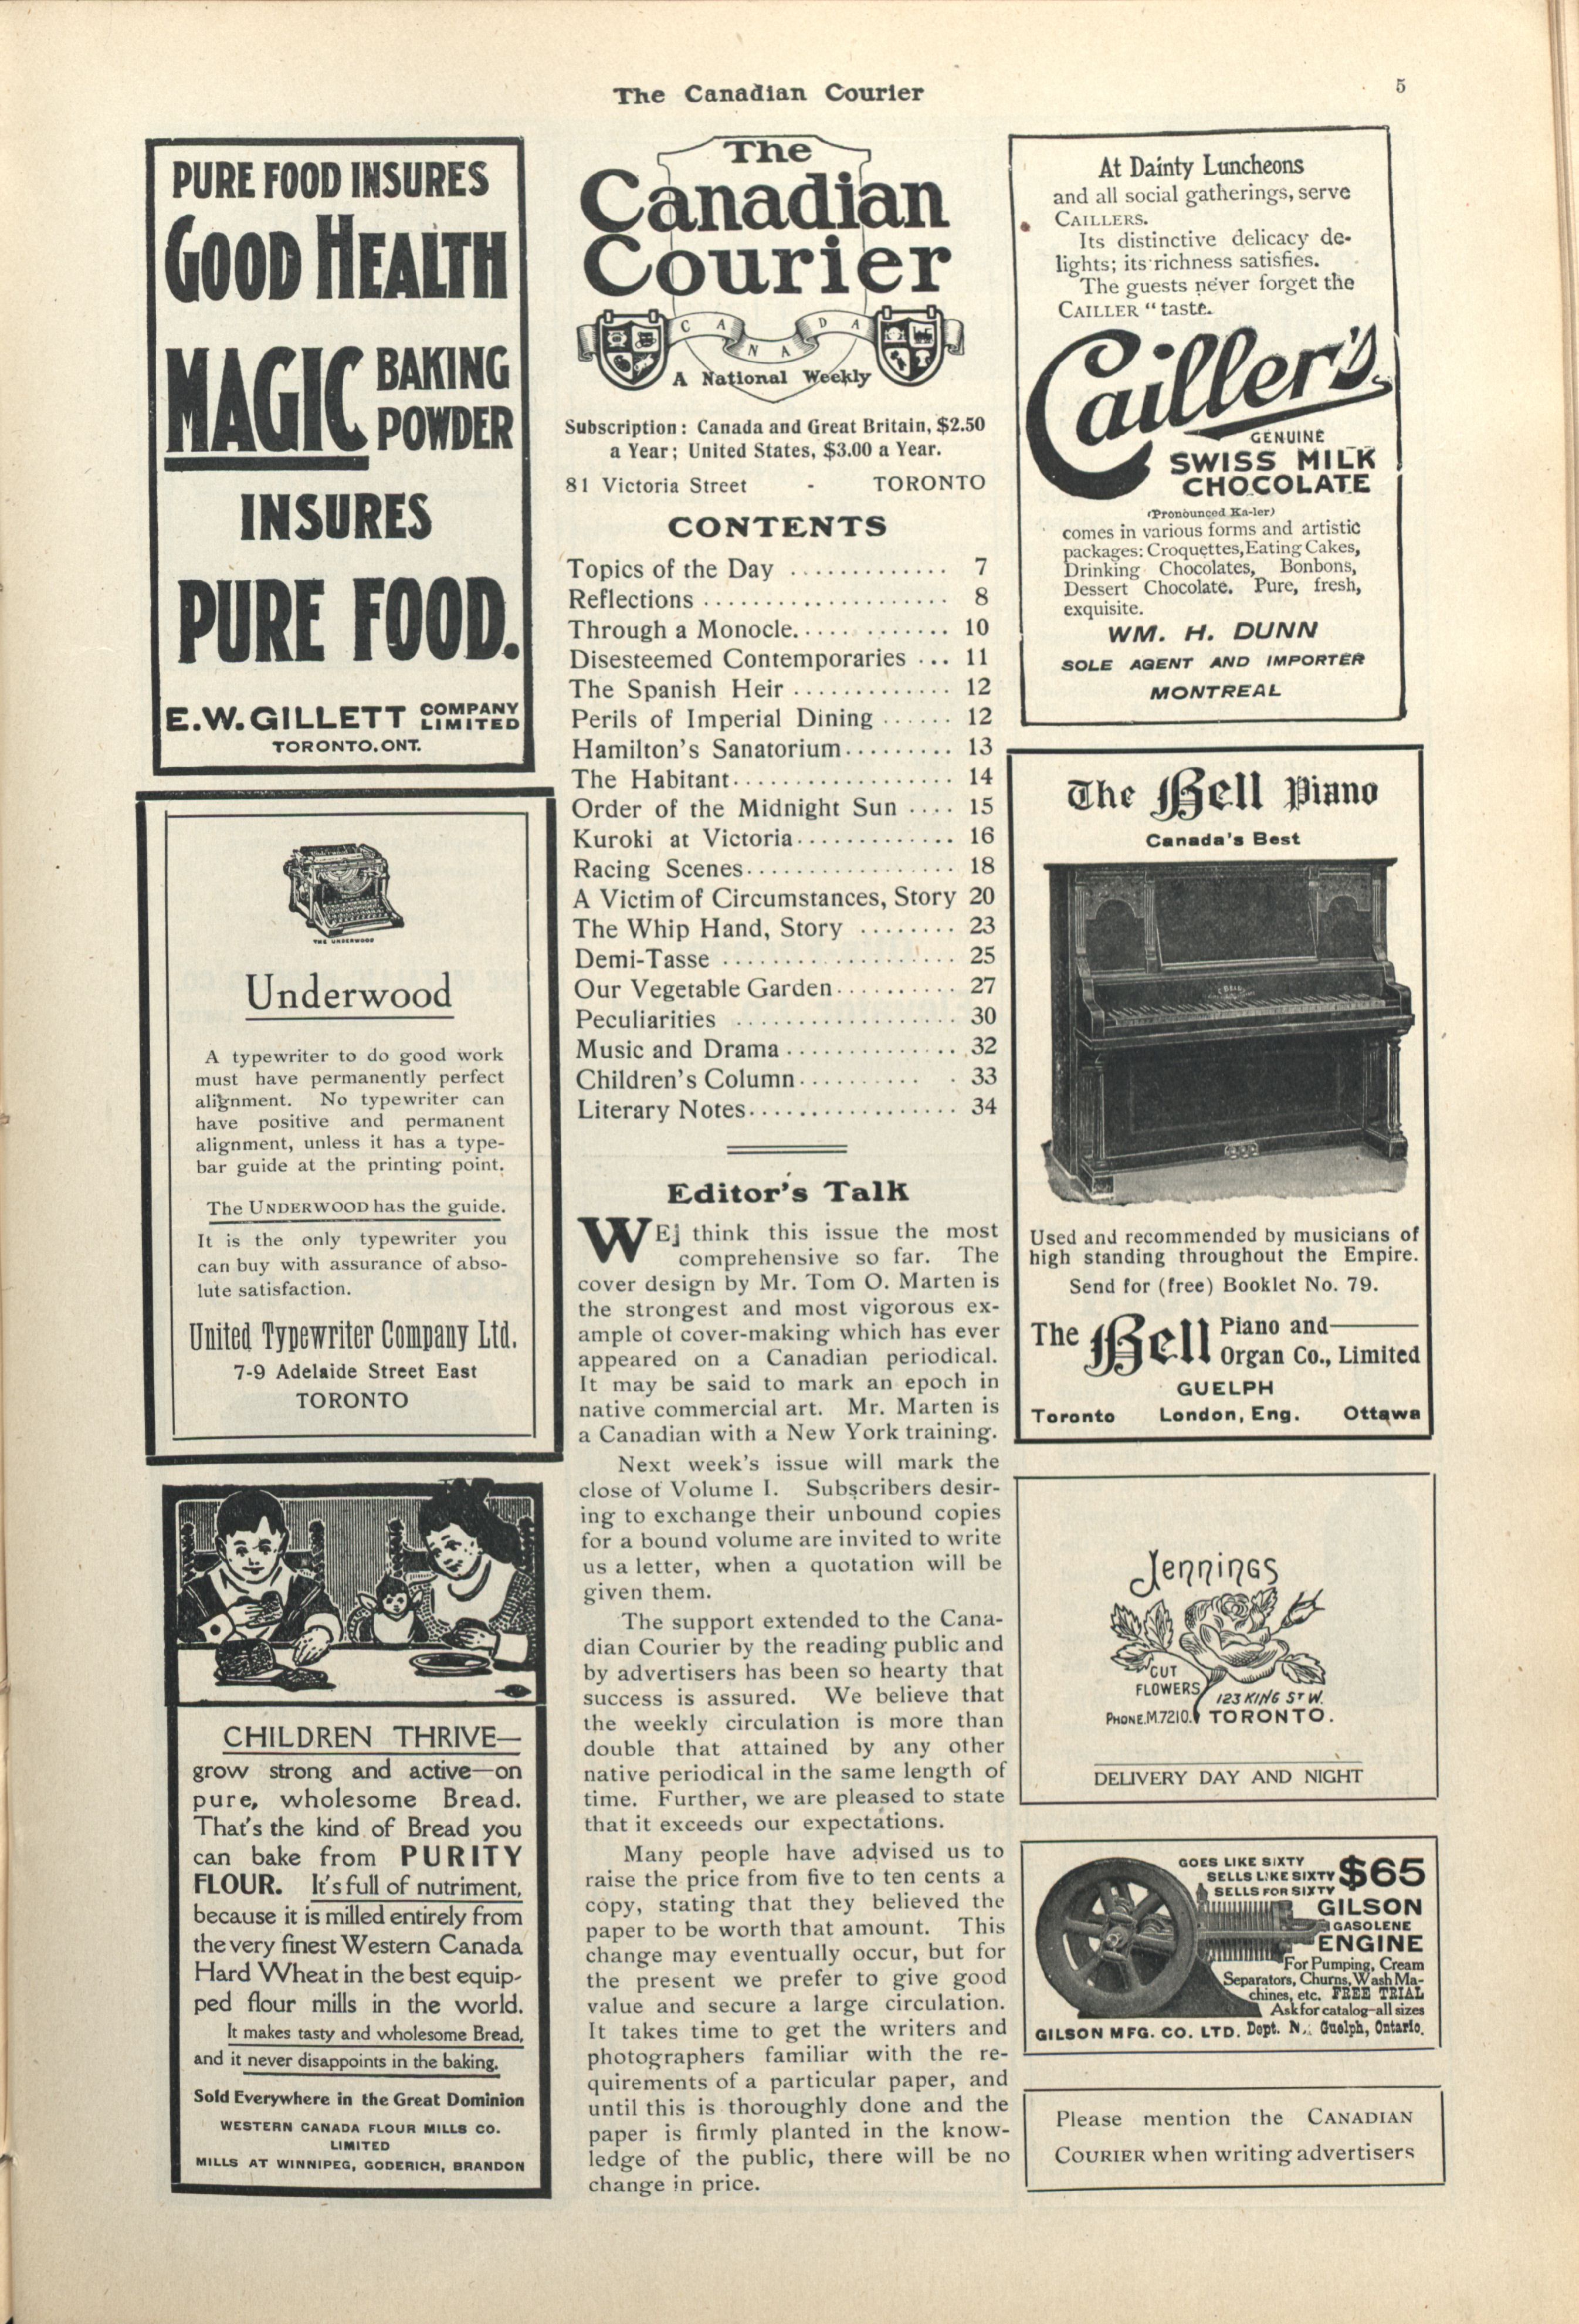 The Canadian Courier
5
PURE FOOD INSURES
GOOD HEALTH
MAGIC BAKING
POWDER
INSURES
PURE FOOD.
E.W. GILLETT COMPANY
LIMITED
TORONTO. ONT.
THE UNDERWOOD
Underwood
A typewriter to do good work
must have permanently perfect
alignment. No typewriter can
have positive and permanent
alignment, unless it has a type-
bar guide at the printing point.
The UNDERWOOD has the guide.
It is the only typewriter you
can buy with assurance of abso-
lute satisfaction.
United Typewriter Company Ltd.
7-9 Adelaide Street East
TORONTO
CHILDREN THRIVE—
grow strong and active—on
pure, wholesome Bread.
That's the kind of Bread you
can bake from PURITY
FLOUR. It's full of nutriment,
because it is milled entirely from
the very finest Western Canada
Hard Wheat in the best equip-
ped flour mills in the world.
It makes tasty and wholesome Bread,
and it never disappoints in the baking.
Sold Everywhere in the Great Dominion
WESTERN CANADA FLOUR MILLS CO.
LIMITED
MILLS AT WINNIPEG, GODERICH, BRANDON
The
Canadian
Courier
CANADA
A National Weekly
Subscription: Canada and Great Britain, $2.50
a Year; United States, $3.00 a Year.
81 Victoria Street - TORONTO
CONTENTS
Topics of the Day ............. 7
Reflections .................... 8
Through a Monocle............. 10
Disesteemed Contemporaries ... 11
The Spanish Heir ............. 12
Perils of Imperial Dining ...... 12
Hamilton's Sanatorium......... 13
The Habitant.................. 14
Order of the Midnight Sun .... 15
Kuroki at Victoria............. 16
Racing Scenes................. 18
A Victim of Circumstances, Story 20
The Whip Hand, Story ........ 23
Demi-Tasse ................... 25
Our Vegetable Garden.......... 27
Peculiarities .................. 30
Music and Drama.............. 32
Children's Column.......... . 33
Literary Notes................. 34
Editor's Talk
WE] think this issue the most
comprehensive so far. The
cover design by Mr. Tom O. Marten is
the strongest and most vigorous ex-
ample of cover-making which has ever
appeared on a Canadian periodical.
It may be said to mark an epoch in
native commercial art. Mr. Marten is
a Canadian with a New York training.
Next week's issue will mark the
close of Volume I. Subscribers desir-
ing to exchange their unbound copies
for a bound volume are invited to write
us a letter, when a quotation will be
given them.
The support extended to the Cana-
dian Courier by the reading public and
by advertisers has been so hearty that
success is assured. We believe that
the weekly circulation is more than
double that attained by any other
native periodical in the same length of
time. Further, we are pleased to state
that it exceeds our expectations.
Many people have advised us to
raise the price from five to ten cents a
copy, stating that they believed the
paper to be worth that amount. This
change may eventually occur, but for
the present we prefer to give good
value and secure a large circulation.
It takes time to get the writers and
photographers familiar with the re-
quirements of a particular paper, and
until this is thoroughly done and the
paper is firmly planted in the know-
ledge of the public, there will be no
change in price.
At Dainty Luncheons
and all social gatherings, serve
CAILLERS.
Its distinctive delicacy de-
lights; its richness satisfies.
The guests never forget the
CAILLER "taste.
Cailler's
GENUINE
SWISS MILK
CHOCOLATE
(Pronounced Ka-ler)
comes in various forms and artistic
packages: Croquettes, Eating Cakes,
Drinking Chocolates, Bonbons,
Dessert Chocolate. Pure, fresh,
exquisite.
WM. H. DUNN
SOLE AGENT AND IMPORTER
MONTREAL
The Bell Piano
Canada's Best
BELL
Used and recommended by musicians of
high standing throughout the Empire.
Send for (free) Booklet No. 79.
The Bell Piano and
Organ Co., Limited
GUELPH
Toronto London, Eng. Ottawa
Jennings
CUT
FLOWERS
123 KING ST W.
PHONE.M.7210. TORONTO.
DELIVERY DAY AND NIGHT
GOES LIKE SIXTY
SELLS LIKE SIXTY $65
SELLS FOR SIXTY
GILSON
GASOLENE
ENGINE
For Pumping, Cream
Separators, Churns, Wash Ma-
chines, etc. FREE TRIAL
Ask for catalog—all sizes
GILSON MFG. CO. LTD. Dept. N., Guelph, Ontario.
Please mention the CANADIAN
COURIER when writing advertisers